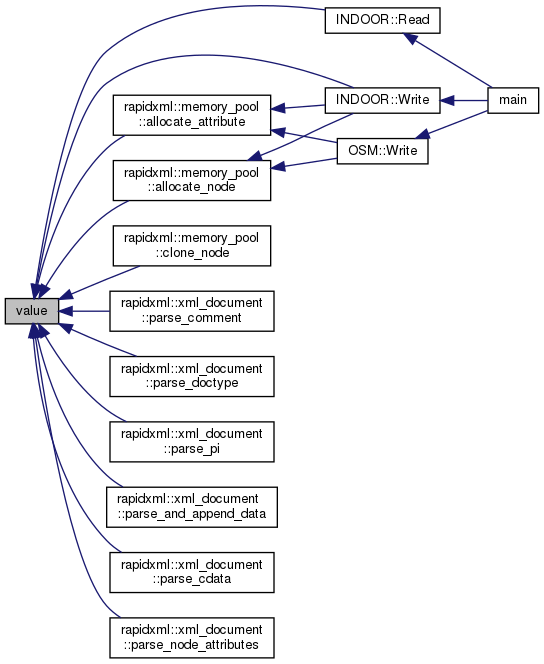 INDOOR::Read
rapidxml::memory_pool
::allocate_attribute
INDOOR::Write
main
OSM::Write
rapidxml::memory_pool
::allocate_node
rapidxml::memory_pool
::clone_node
value
rapidxml::xml_document
::parse_comment
rapidxml::xml_document
::parse_doctype
rapidxml::xml_document
::parse_pi
rapidxml::xml_document
::parse_and_append_data
rapidxml::xml_document
::parse_cdata
rapidxml::xml_document
::parse_node_attributes